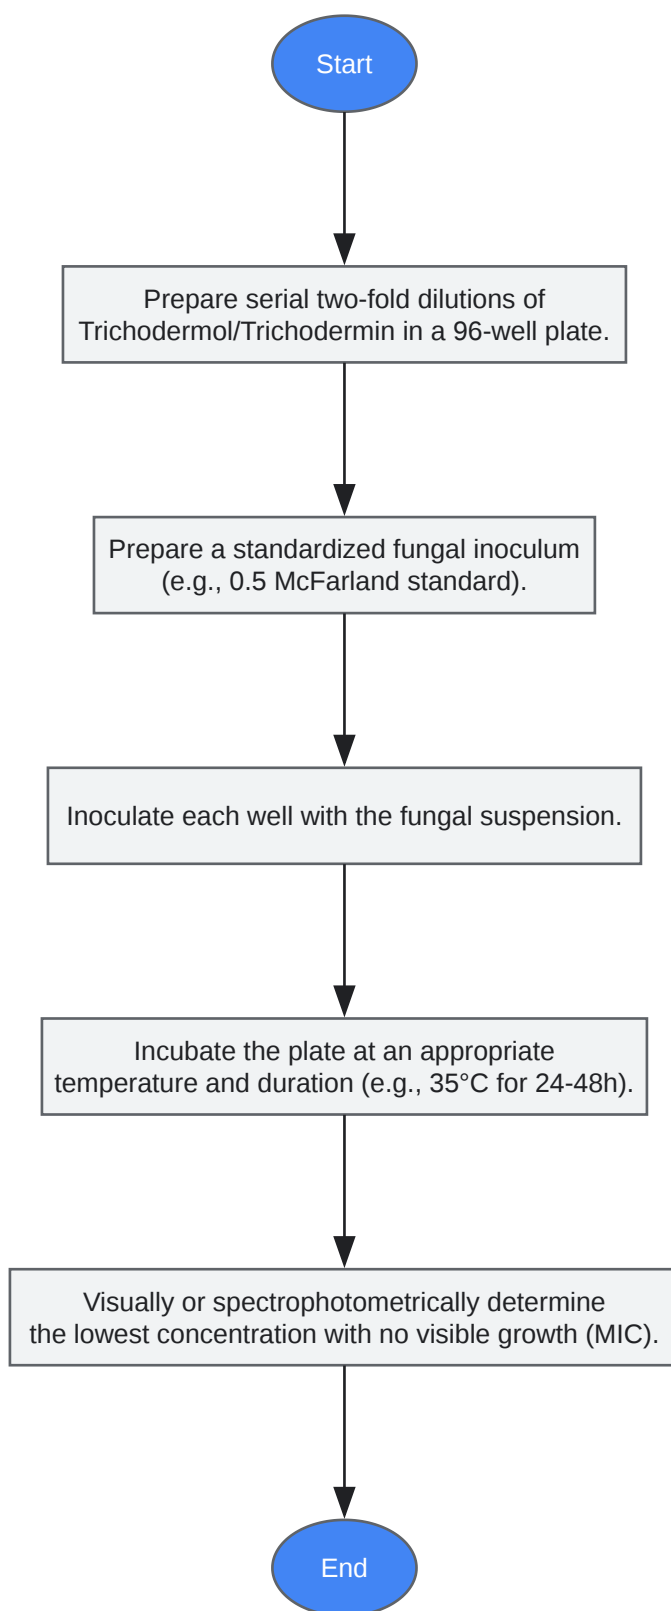 Start
Prepare serial two-fold dilutions of
Trichodermol/Trichodermin in a 96-well plate.
Prepare a standardized fungal inoculum
(e.g., 0.5 McFarland standard).
Inoculate each well with the fungal suspension.
Incubate the plate at an appropriate
temperature and duration (e.g., 35°C for 24-48h).
Visually or spectrophotometrically determine
the lowest concentration with no visible growth (MIC).
End